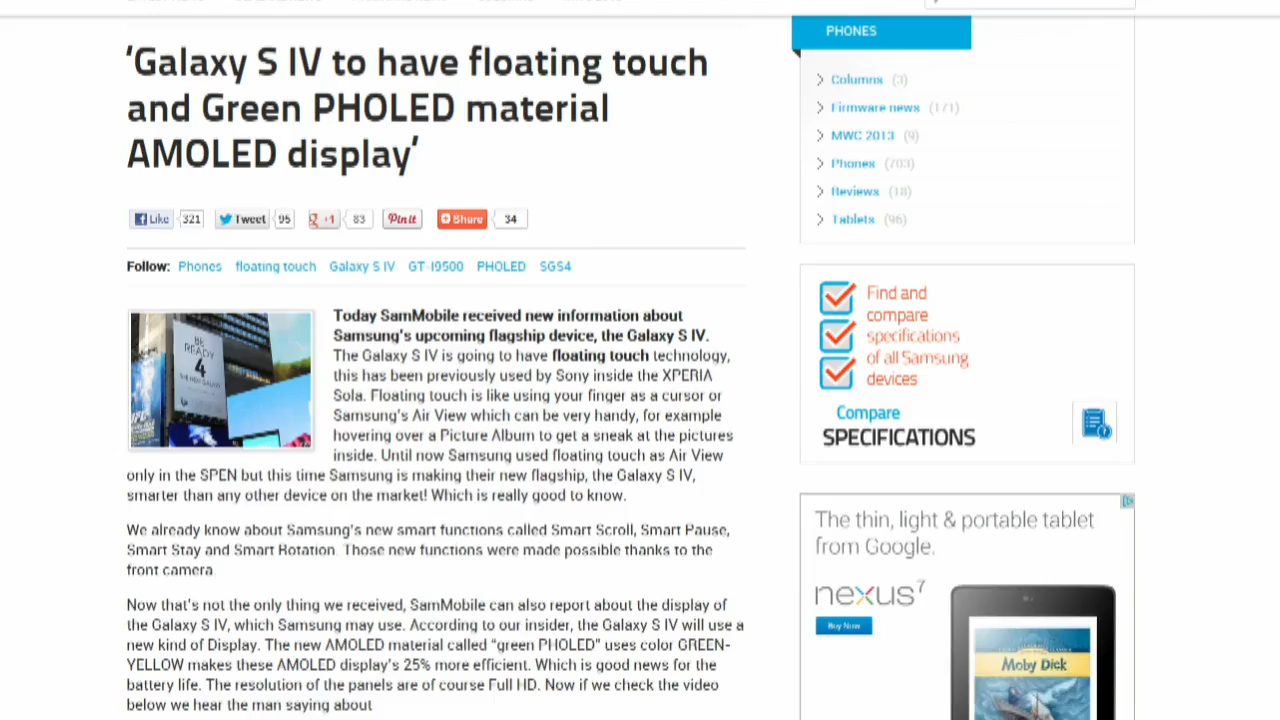 'Galaxy S IV to have floating touch
and Green PHOLED material
AMOLED display'
Like 321 Tweet 95 +1 83 Pin it Share 34
Follow: Phones floating touch Galaxy S IV GT-I9500 PHOLED SGS4
BE
READY
4
THE NEW GALAXY
Today SamMobile received new information about
Samsung's upcoming flagship device, the Galaxy S IV.
The Galaxy S IV is going to have floating touch technology,
this has been previously used by Sony inside the XPERIA
Sola. Floating touch is like using your finger as a cursor or
Samsung's Air View which can be very handy, for example
hovering over a Picture Album to get a sneak at the pictures
inside. Until now Samsung used floating touch as Air View
only in the SPEN but this time Samsung is making their new flagship, the Galaxy S IV,
smarter than any other device on the market! Which is really good to know.
We already know about Samsung's new smart functions called Smart Scroll, Smart Pause,
Smart Stay and Smart Rotation. Those new functions were made possible thanks to the
front camera.
Now that's not the only thing we received, SamMobile can also report about the display of
the Galaxy S IV, which Samsung may use. According to our insider, the Galaxy S IV will use a
new kind of Display. The new AMOLED material called "green PHOLED" uses color GREEN-
YELLOW makes these AMOLED display's 25% more efficient. Which is good news for the
battery life. The resolution of the panels are of course Full HD. Now if we check the video
below we hear the man saying about
PHONES
Columns (3)
Firmware news (171)
MWC 2013 (9)
Phones (703)
Reviews (18)
Tablets (96)
Find and
compare
specifications
of all Samsung
devices
Compare
SPECIFICATIONS
The thin, light & portable tablet
from Google.
nexus 7
Buy Now
Moby Dick